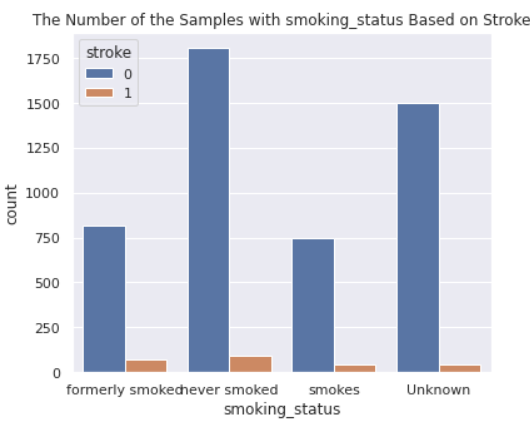 The Number of the Samples with smoking_status Based on Stroke
stroke
0
1
1750
1500
1250
1000
750
500
250
0
count
formerly smoked never smoked smokes Unknown
smoking_status